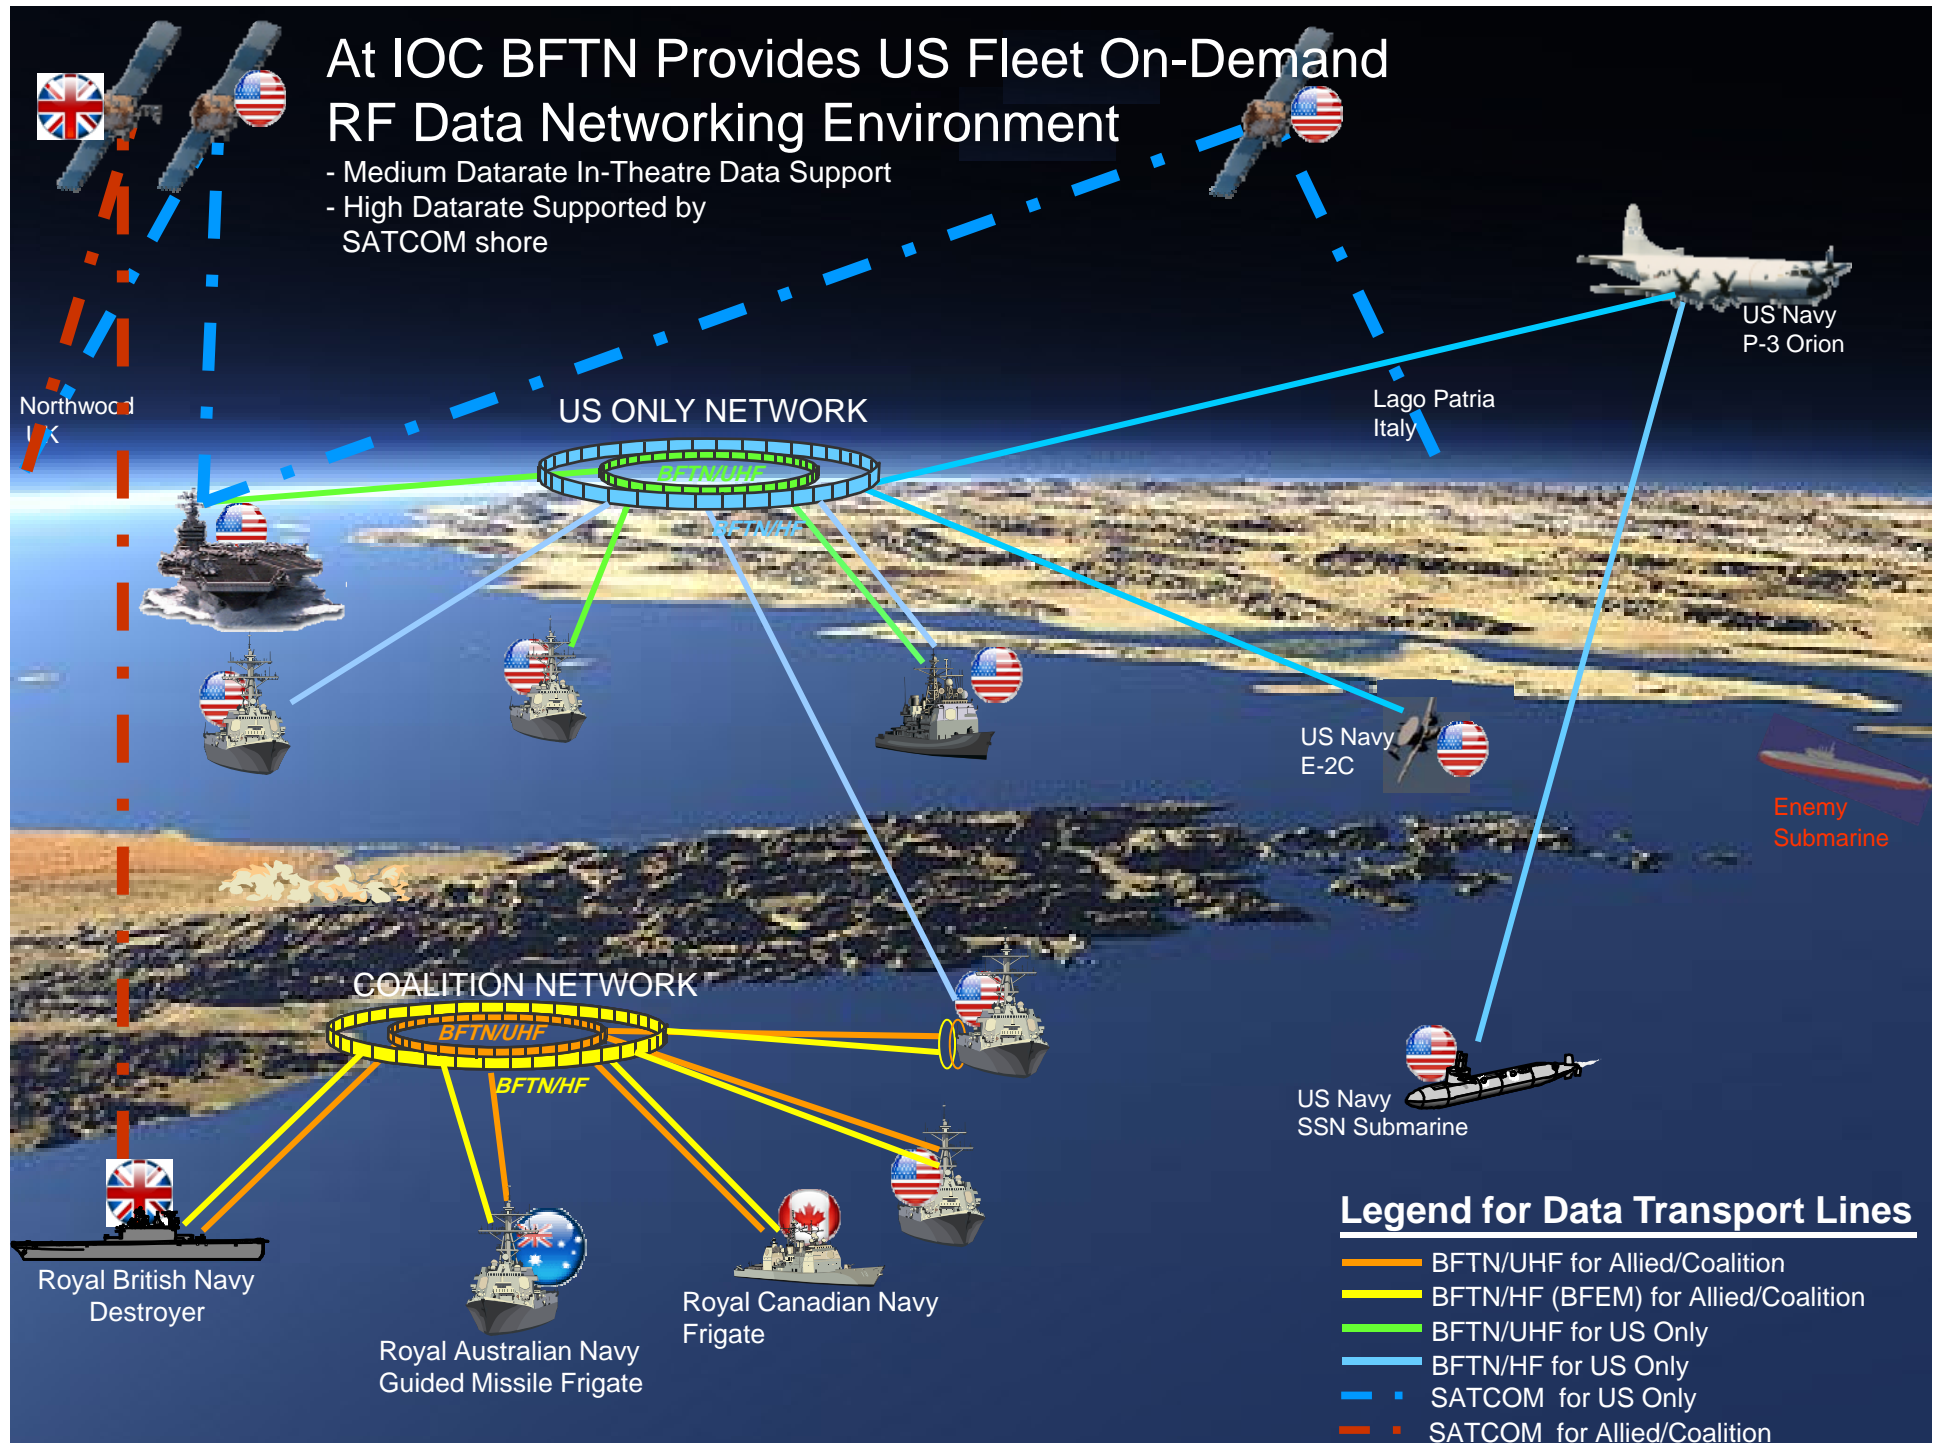 At IOC BFTN Provides US Fleet On-Demand
RF Data Networking Environment
- Medium Datarate In-Theatre Data Support
- High Datarate Supported by
SATCOM shore
US Navy
P-3 Orion
Northwood
UK
US ONLY NETWORK
Lago Patria
Italy
BFTN/UHF
BFTN/HF
US Navy
E-2C
Enemy
Submarine
COALITION NETWORK
BFTN/UHF
BFTN/HF
US Navy
SSN Submarine
Royal British Navy
Destroyer
Royal Australian Navy
Guided Missile Frigate
Royal Canadian Navy
Frigate
Legend for Data Transport Lines
BFTN/UHF for Allied/Coalition
BFTN/HF (BFEM) for Allied/Coalition
BFTN/UHF for US Only
BFTN/HF for US Only
SATCOM for US Only
SATCOM for Allied/Coalition